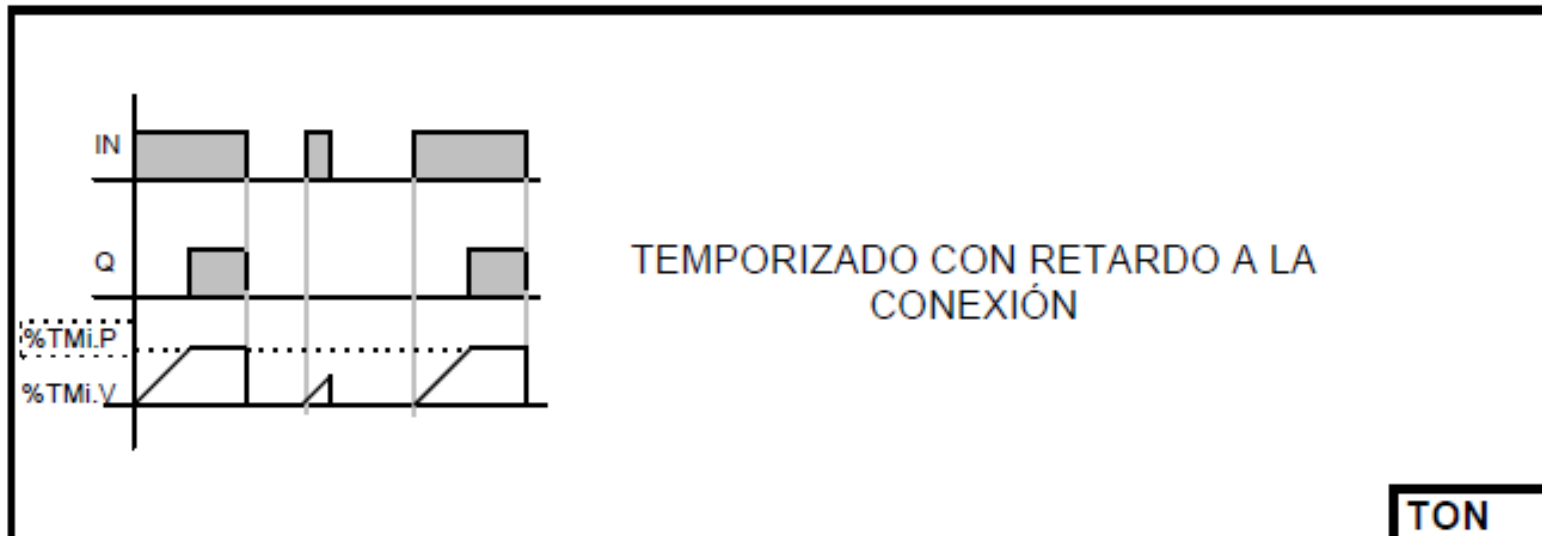 IN
Q
%TMi.P
%TMi.V
TEMPORIZADO CON RETARDO A LA
CONEXIÓN
TON